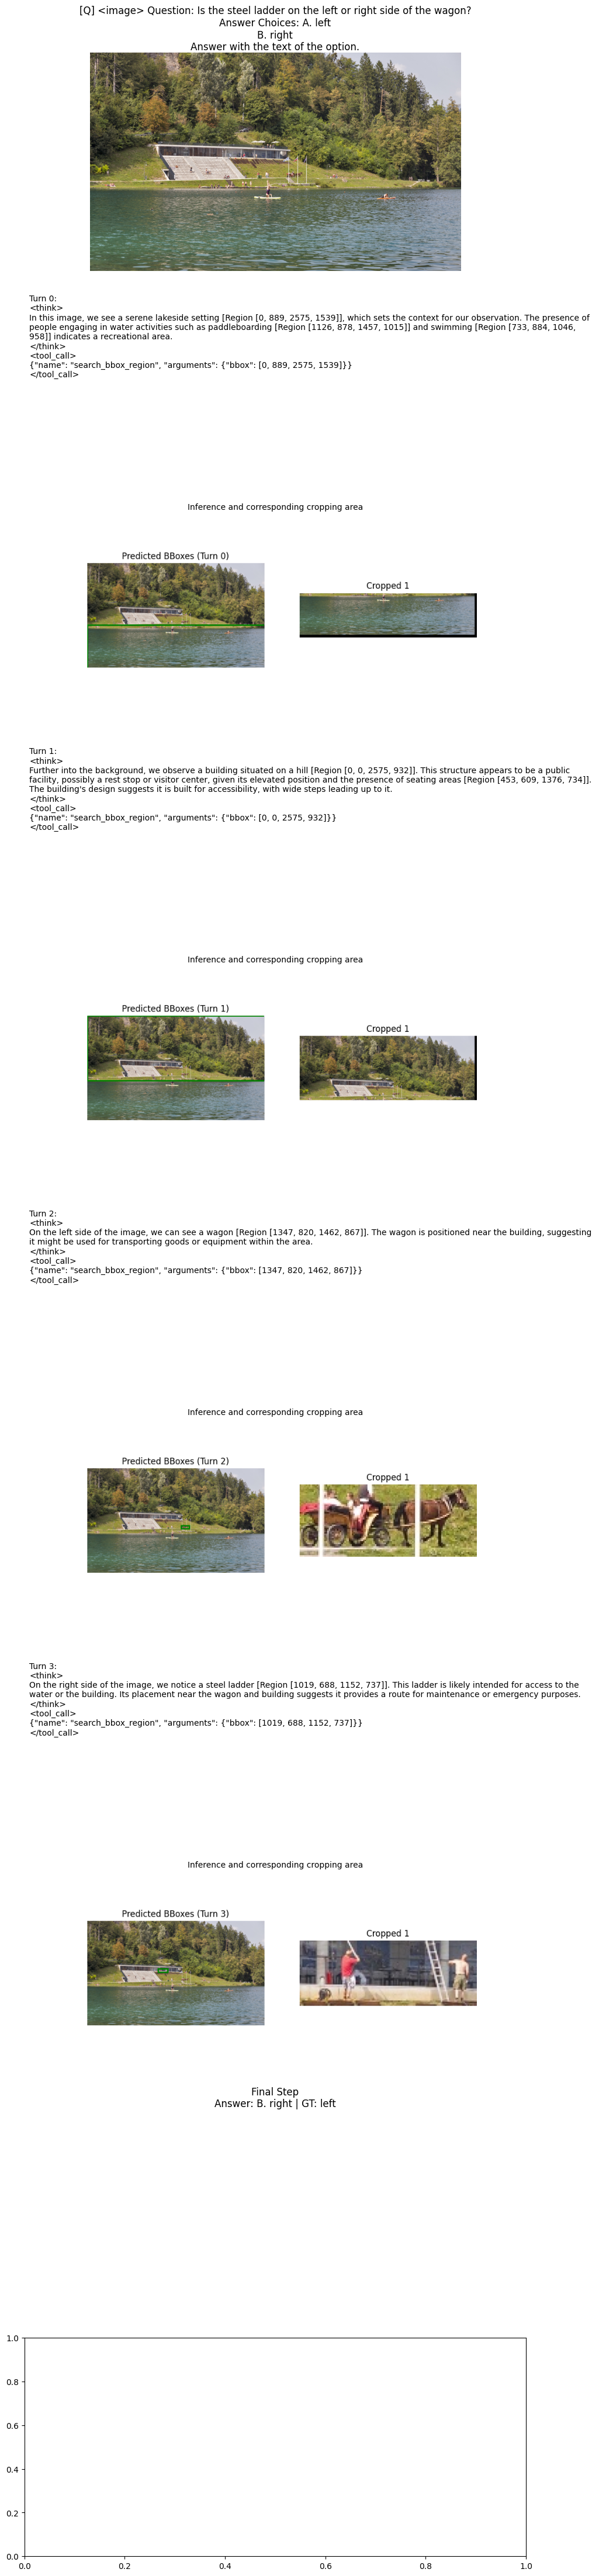 [Q] <image> Question: Is the steel ladder on the left or right side of the wagon?
Answer Choices: A. left
B. right
Answer with the text of the option.
Turn 0:
<think>
In this image, we see a serene lakeside setting [Region [0, 889, 2575, 1539]], which sets the context for our observation. The presence of
people engaging in water activities such as paddleboarding [Region [1126, 878, 1457, 1015]] and swimming [Region [733, 884, 1046,
958]] indicates a recreational area.
</think>
<tool_call>
{"name": "search_bbox_region", "arguments": {"bbox": [0, 889, 2575, 1539]}}
</tool_call>
Inference and corresponding cropping area
Predicted BBoxes (Turn 0)
Cropped 1
Turn 1:
<think>
Further into the background, we observe a building situated on a hill [Region [0, 0, 2575, 932]]. This structure appears to be a public
facility, possibly a rest stop or visitor center, given its elevated position and the presence of seating areas [Region [453, 609, 1376, 734]].
The building's design suggests it is built for accessibility, with wide steps leading up to it.
</think>
<tool_call>
{"name": "search_bbox_region", "arguments": {"bbox": [0, 0, 2575, 932]}}
</tool_call>
Inference and corresponding cropping area
Predicted BBoxes (Turn 1)
Cropped 1
Turn 2:
<think>
On the left side of the image, we can see a wagon [Region [1347, 820, 1462, 867]]. The wagon is positioned near the building, suggesting
it might be used for transporting goods or equipment within the area.
</think>
<tool_call>
{"name": "search_bbox_region", "arguments": {"bbox": [1347, 820, 1462, 867]}}
</tool_call>
Inference and corresponding cropping area
Predicted BBoxes (Turn 2)
Cropped 1
Turn 3:
<think>
On the right side of the image, we notice a steel ladder [Region [1019, 688, 1152, 737]]. This ladder is likely intended for access to the
water or the building. Its placement near the wagon and building suggests it provides a route for maintenance or emergency purposes.
</think>
<tool_call>
{"name": "search_bbox_region", "arguments": {"bbox": [1019, 688, 1152, 737]}}
</tool_call>
Inference and corresponding cropping area
Predicted BBoxes (Turn 3)
Cropped 1
Final Step
Answer: B. right | GT: left
1.0
0.8
0.6
0.4
0.2
0.0
0.0 0.2 0.4 0.6 0.8 1.0